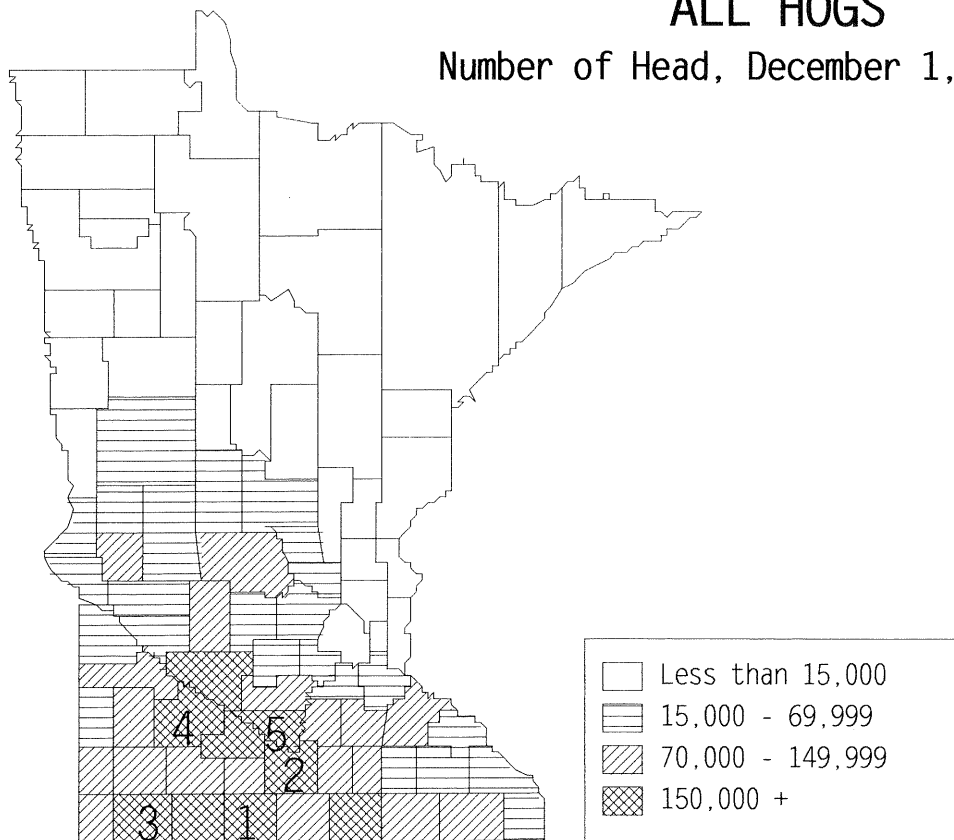 ALL HOGS
Number of Head, December 1,
Less than 15,000
15,000 - 69,999
70,000 - 149,999
150,000 +
4
5
2
3
1